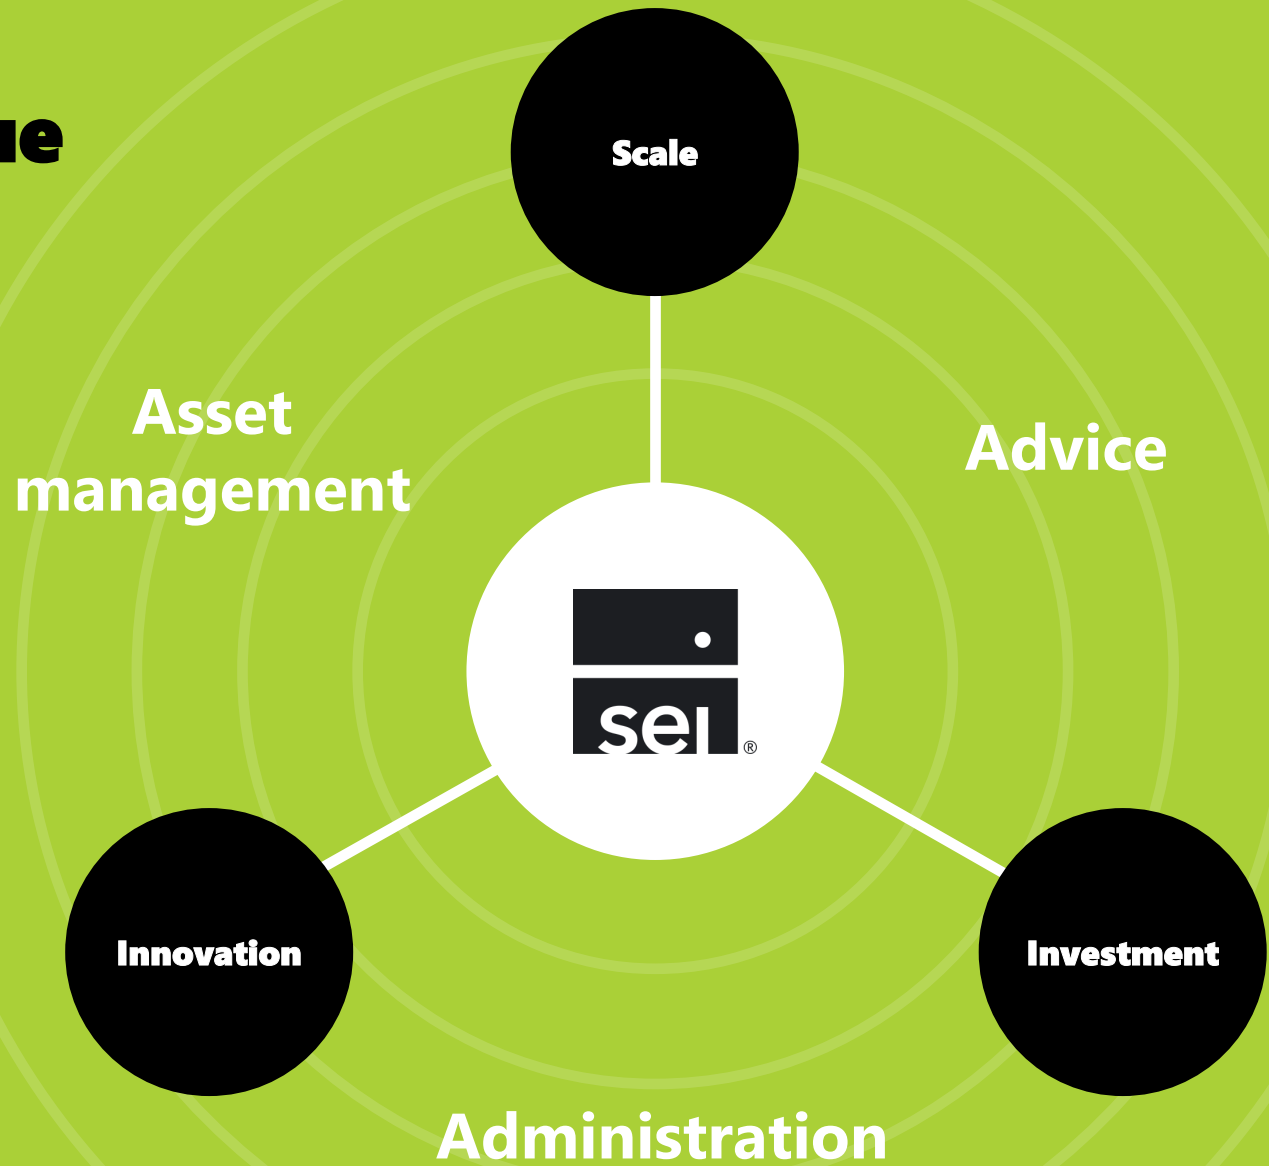 Scale
Asset
management
Advice
sei
®
Innovation
Investment
Administration